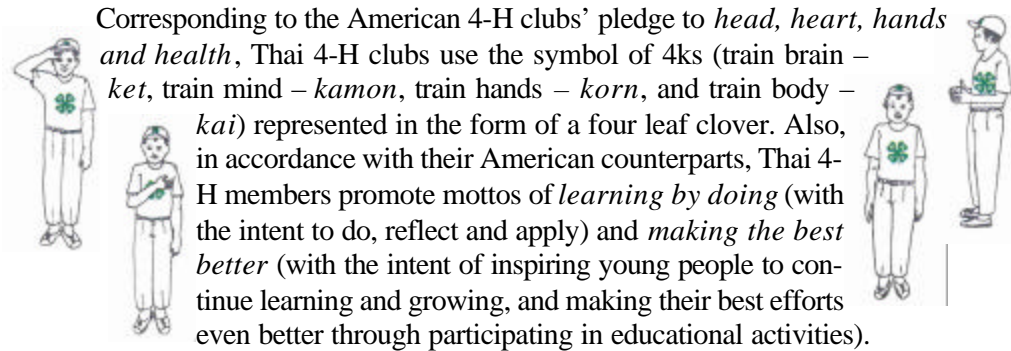 Corresponding to the American 4-H clubs’ pledge to head, heart, hands
and health, Thai 4-H clubs use the symbol of 4ks (train brain –
ket, train mind – kamon, train hands – korn, and train body –
kai) represented in the form of a four leaf clover. Also,
in accordance with their American counterparts, Thai 4-
H members promote mottos of learning by doing (with
the intent to do, reflect and apply) and making the best
better (with the intent of inspiring young people to con-
tinue learning and growing, and making their best efforts
even better through participating in educational activities).